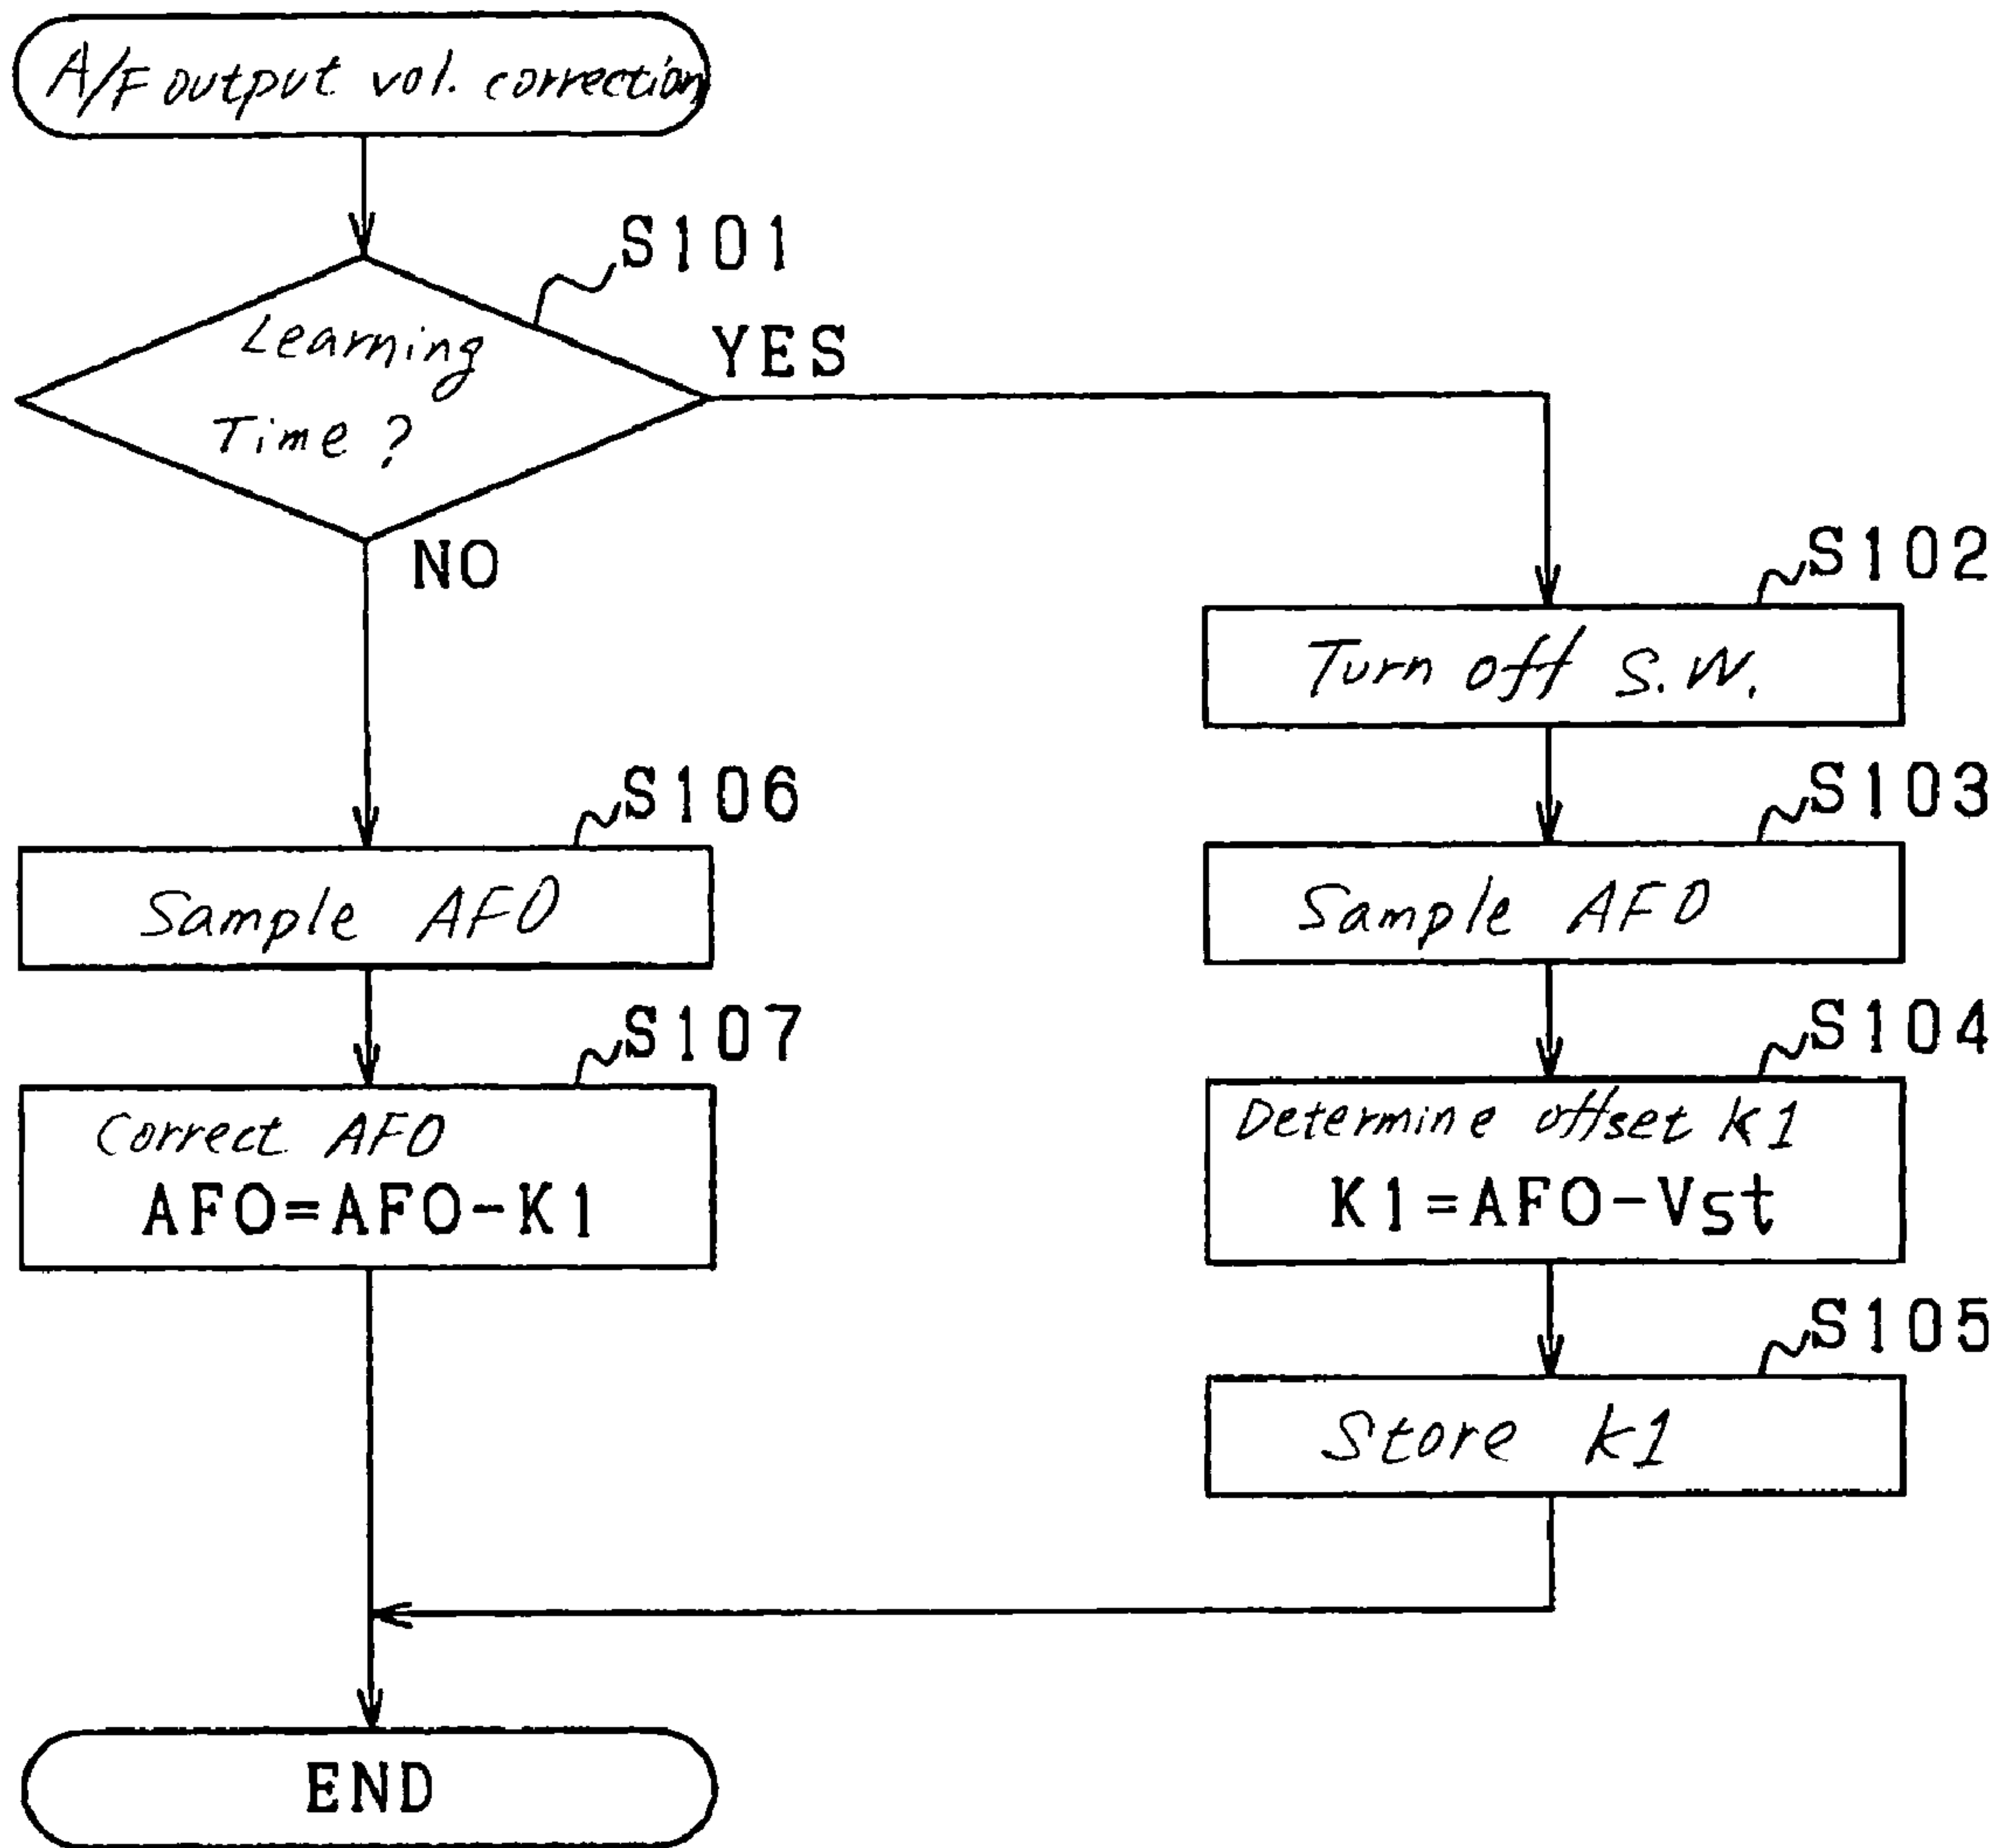 A/F output vol. correction
S101
Learning
Time ?
YES
NO
S102
Turn off S.W.
S103
Sample AFO
S104
Determine offset K1
K1=AFO-Vst
S105
Store K1
S106
Sample AFO
S107
Correct AFO
AFO=AFO-K1
END